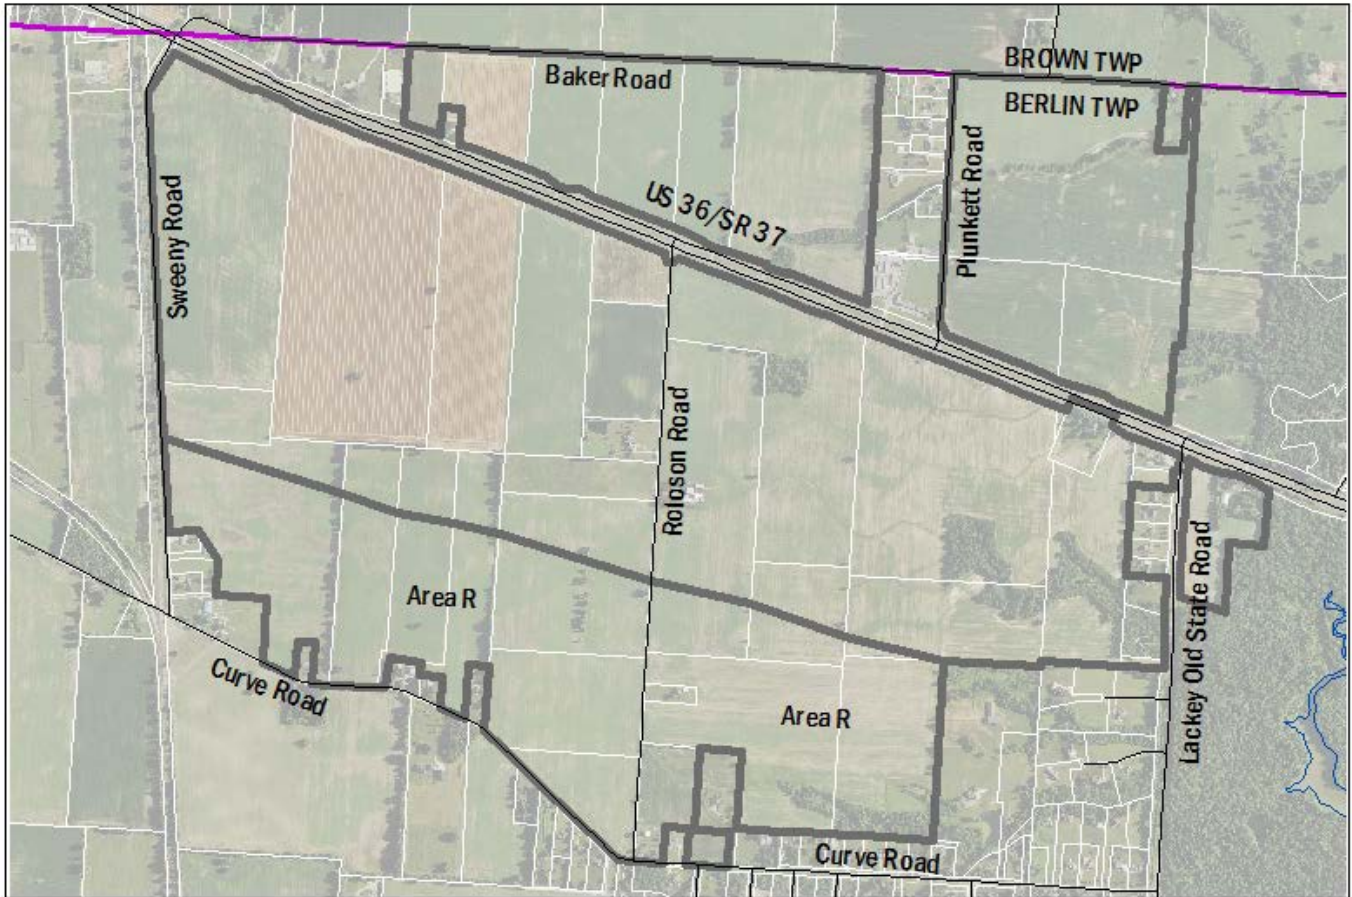 BROWN TWP
Baker Road
BERLIN TWP
Plunkett Road
US 36/SR 37
Sweeny Road
Roloson Road
Lackey Old State Road
Area R
Curve Road
Area R
Curve Road